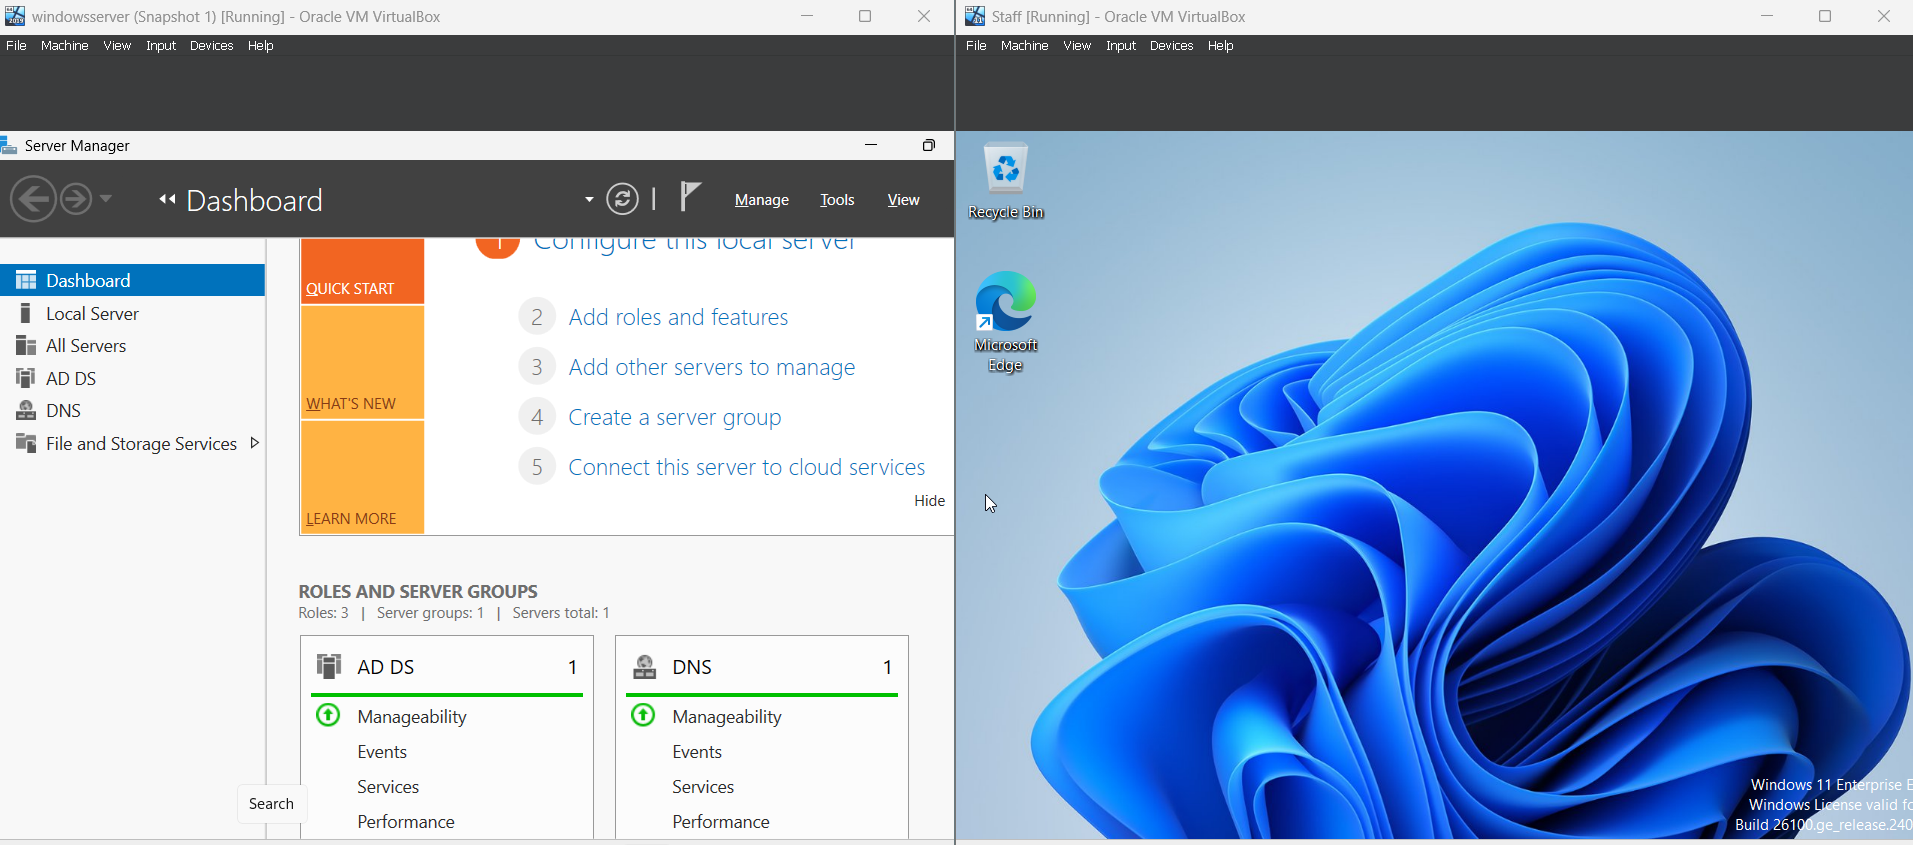 windowsserver (Snapshot 1) [Running] - Oracle VM VirtualBox
File Machine View Input Devices Help
Server Manager
Dashboard
Manage Tools View
Dashboard
Local Server
All Servers
AD DS
DNS
File and Storage Services
QUICK START
WHAT'S NEW
LEARN MORE
1 Configure this local server
2 Add roles and features
3 Add other servers to manage
4 Create a server group
5 Connect this server to cloud services
Hide
ROLES AND SERVER GROUPS
Roles: 3 | Server groups: 1 | Servers total: 1
AD DS 1
Manageability
Events
Services
Performance
DNS 1
Manageability
Events
Services
Performance
Search
Staff [Running] - Oracle VM VirtualBox
File Machine View Input Devices Help
Recycle Bin
Microsoft
Edge
Windows 11 Enterprise E
Windows License valid fo
Build 26100.ge_release.240